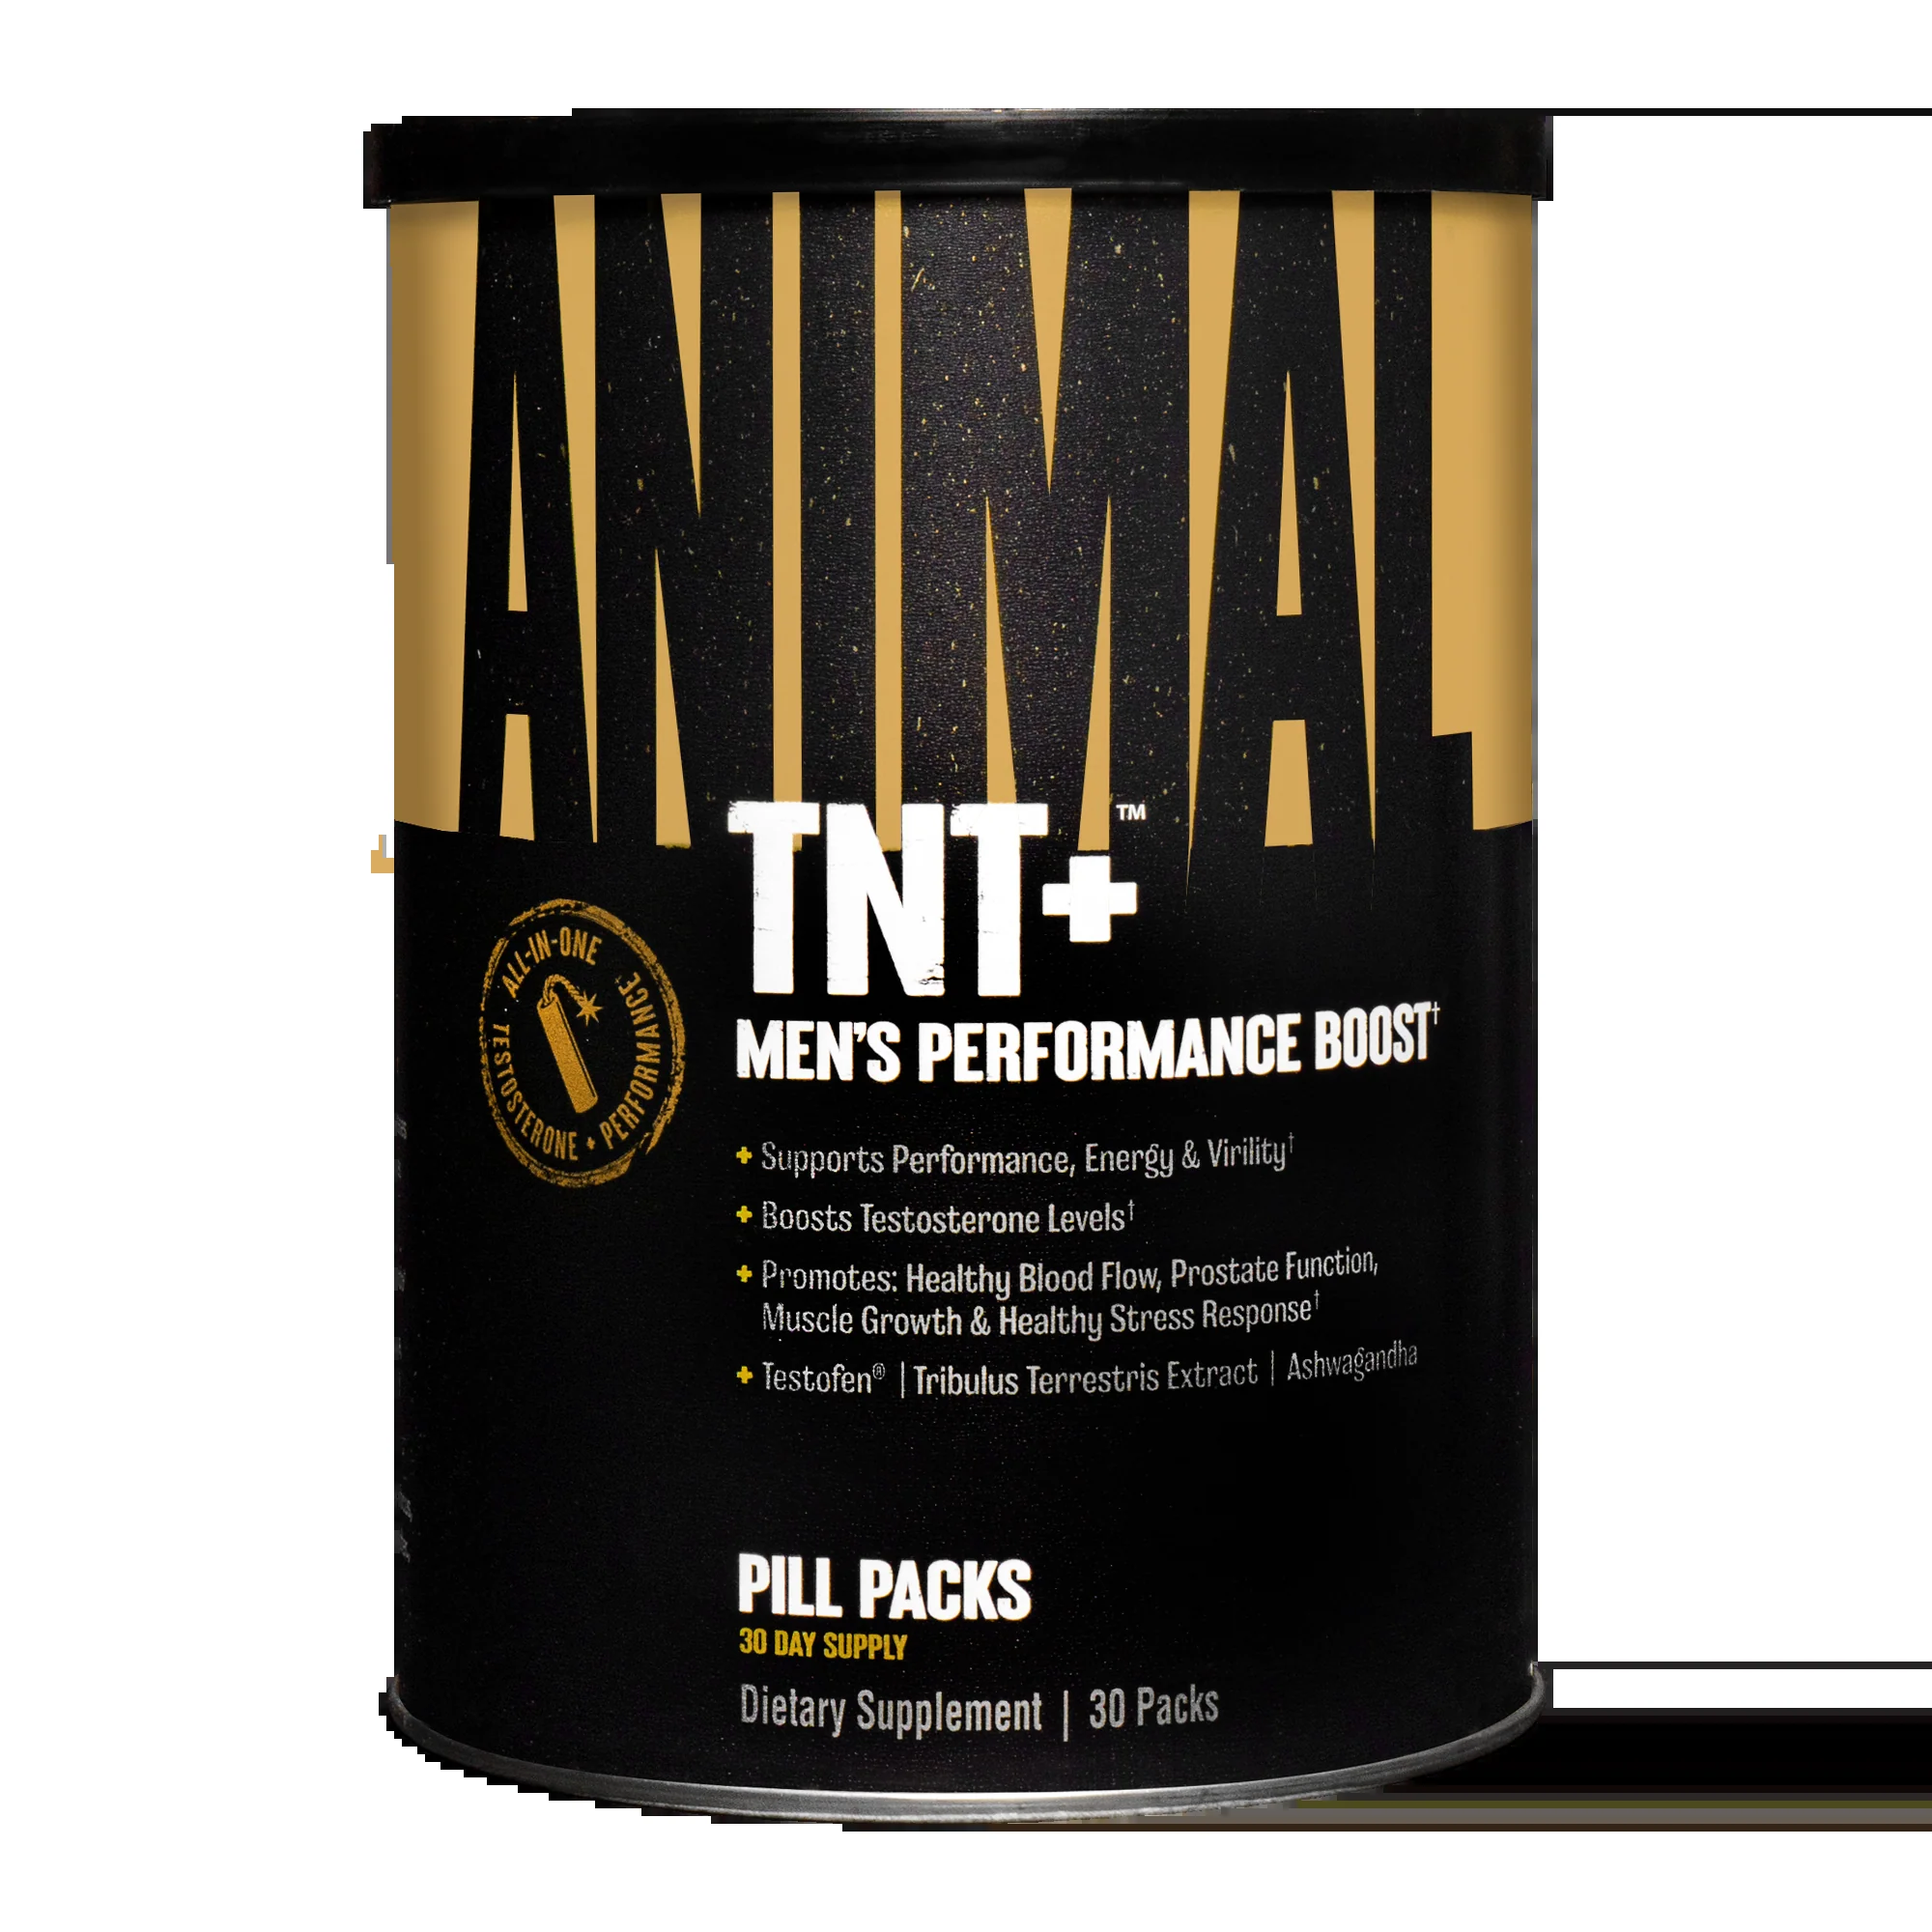 ANIMAL
TNT+™
MEN'S PERFORMANCE BOOST†
ALL-IN-ONE
TESTOSTERONE + PERFORMANCE
+ Supports Performance, Energy & Virility†
+ Boosts Testosterone Levels†
+ Promotes: Healthy Blood Flow, Prostate Function,
Muscle Growth & Healthy Stress Response†
+ Testofen® | Tribulus Terrestris Extract | Ashwagandha
PILL PACKS
30 DAY SUPPLY
Dietary Supplement | 30 Packs